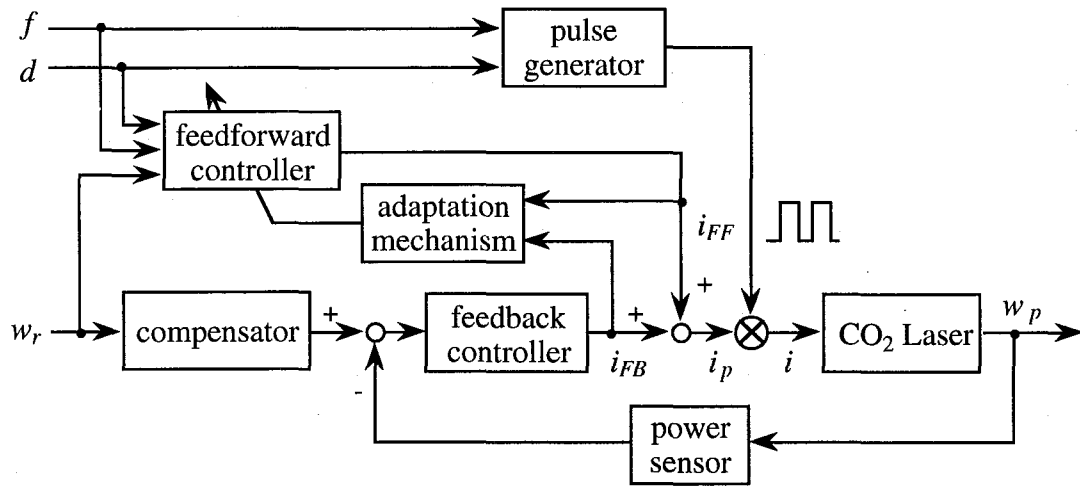 f
d
pulse
generator
feedforward
controller
adaptation
mechanism
i_FF
+
w_r
compensator
+
-
feedback
controller
+
i_FB
i_p
i
CO₂ Laser
w_p
power
sensor